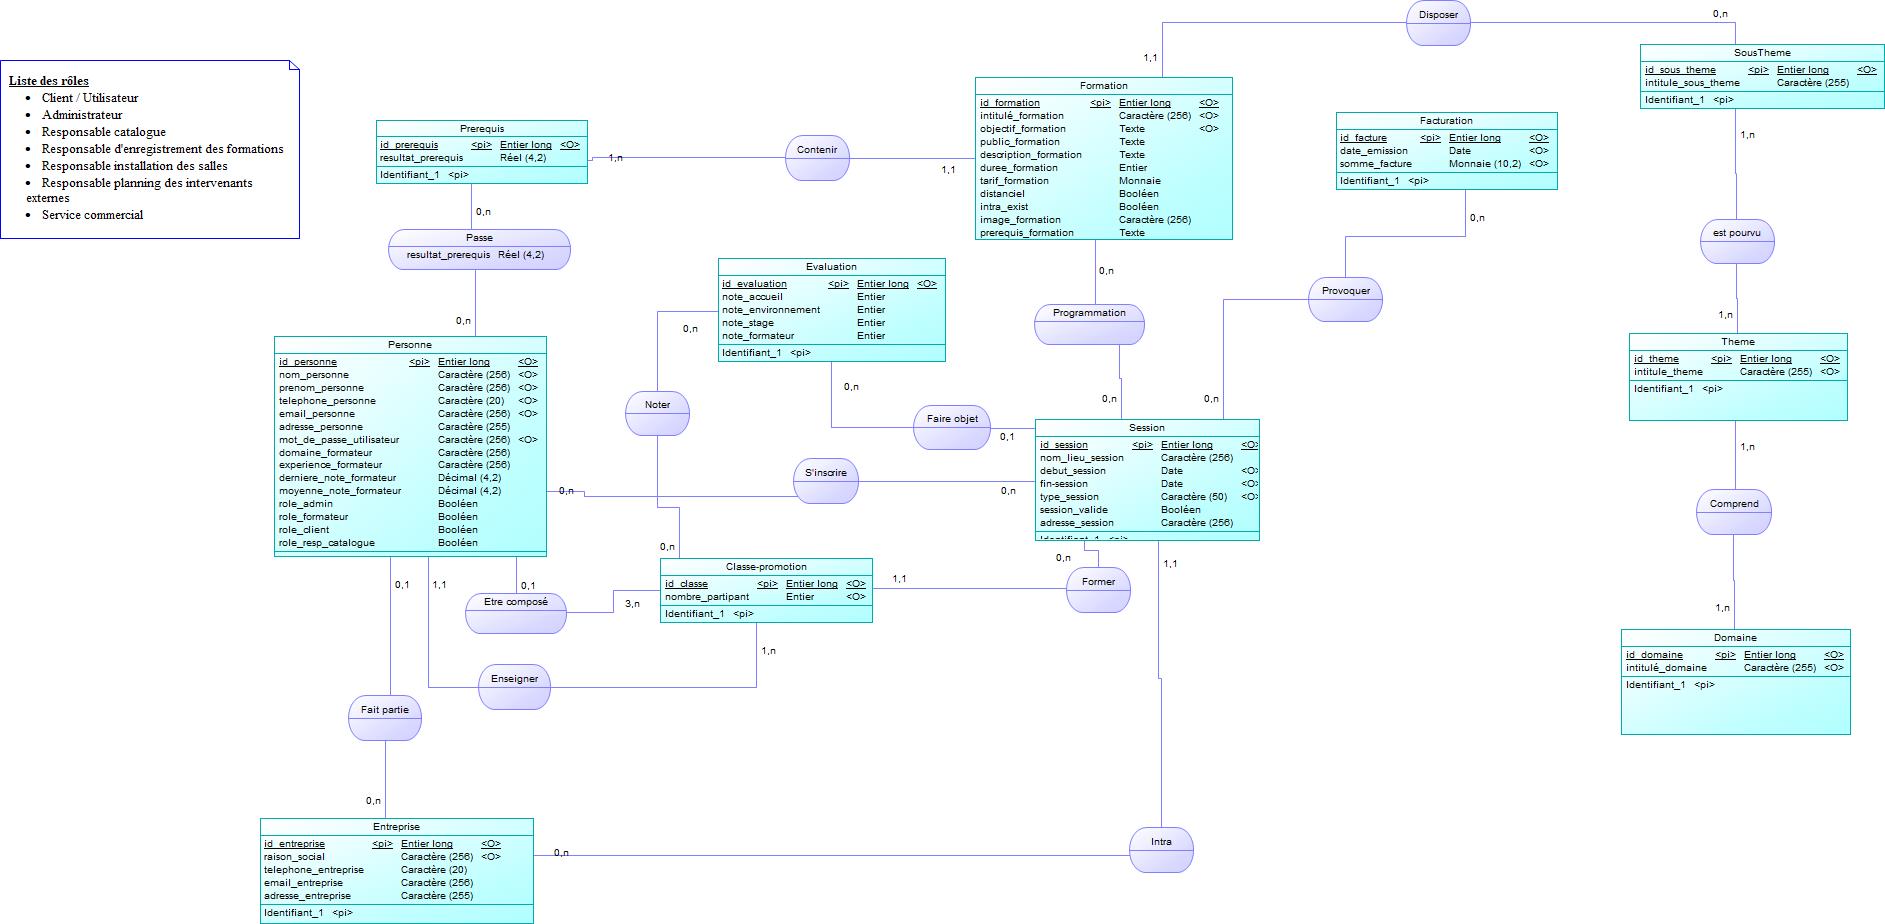 Liste des rôles
• Client / Utilisateur
• Administrateur
• Responsable catalogue
• Responsable d'enregistrement des formations
• Responsable installation des salles
• Responsable planning des intervenants
externes
• Service commercial
Disposer
1,1
0,n
SousTheme
id_sous_theme <pi> Entier long <O>
intitule_sous_theme Caractère (255)
Identifiant_1 <pi>
Formation
id_formation <pi> Entier long <O>
intitulé_formation Caractère (256) <O>
objectif_formation Texte <O>
public_formation Texte
description_formation Texte
duree_formation Entier
tarif_formation Monnaie
distanciel Booléen
intra_exist Booléen
image_formation Caractère (256)
prerequis_formation Texte
Prerequis
id_prerequis <pi> Entier long <O>
resultat_prerequis Réel (4,2)
Identifiant_1 <pi>
1,n
Contenir
1,1
Facturation
id_facture <pi> Entier long <O>
date_emission Date <O>
somme_facture Monnaie (10,2) <O>
Identifiant_1 <pi>
1,n
0,n
0,n
est pourvu
Passe
resultat_prerequis Réel (4,2)
0,n
0,n
Provoquer
0,n
Programmation
0,n
Evaluation
id_evaluation <pi> Entier long <O>
note_accueil Entier
note_environnement Entier
note_stage Entier
note_formateur Entier
Identifiant_1 <pi>
0,n
0,n
1,n
Theme
id_theme <pi> Entier long <O>
intitule_theme Caractère (255) <O>
Identifiant_1 <pi>
Personne
id_personne <pi> Entier long <O>
nom_personne Caractère (256) <O>
prenom_personne Caractère (256) <O>
telephone_personne Caractère (20) <O>
email_personne Caractère (256) <O>
adresse_personne Caractère (255)
mot_de_passe_utilisateur Caractère (256) <O>
domaine_formateur Caractère (256)
experience_formateur Caractère (256)
derniere_note_formateur Décimal (4,2)
moyenne_note_formateur Décimal (4,2)
role_admin Booléen
role_formateur Booléen
role_client Booléen
role_resp_catalogue Booléen
Noter
Faire objet
0,1
0,n
Session
id_session <pi> Entier long <O>
nom_lieu_session Caractère (256)
debut_session Date <O>
fin-session Date <O>
type_session Caractère (50) <O>
session_valide Booléen
adresse_session Caractère (256)
Identifiant_1 <pi>
0,n
S'inscrire
0,n
1,n
Comprend
1,n
0,n
Classe-promotion
id_classe <pi> Entier long <O>
nombre_partipant Entier <O>
Identifiant_1 <pi>
1,1
Former
0,n
1,1
0,1
1,1
0,1
Etre composé
3,n
Enseigner
1,n
Fait partie
0,n
Domaine
id_domaine <pi> Entier long <O>
intitulé_domaine Caractère (255) <O>
Identifiant_1 <pi>
Entreprise
id_entreprise <pi> Entier long <O>
raison_social Caractère (256) <O>
telephone_entreprise Caractère (20)
email_entreprise Caractère (256)
adresse_entreprise Caractère (255)
Identifiant_1 <pi>
0,n
Intra